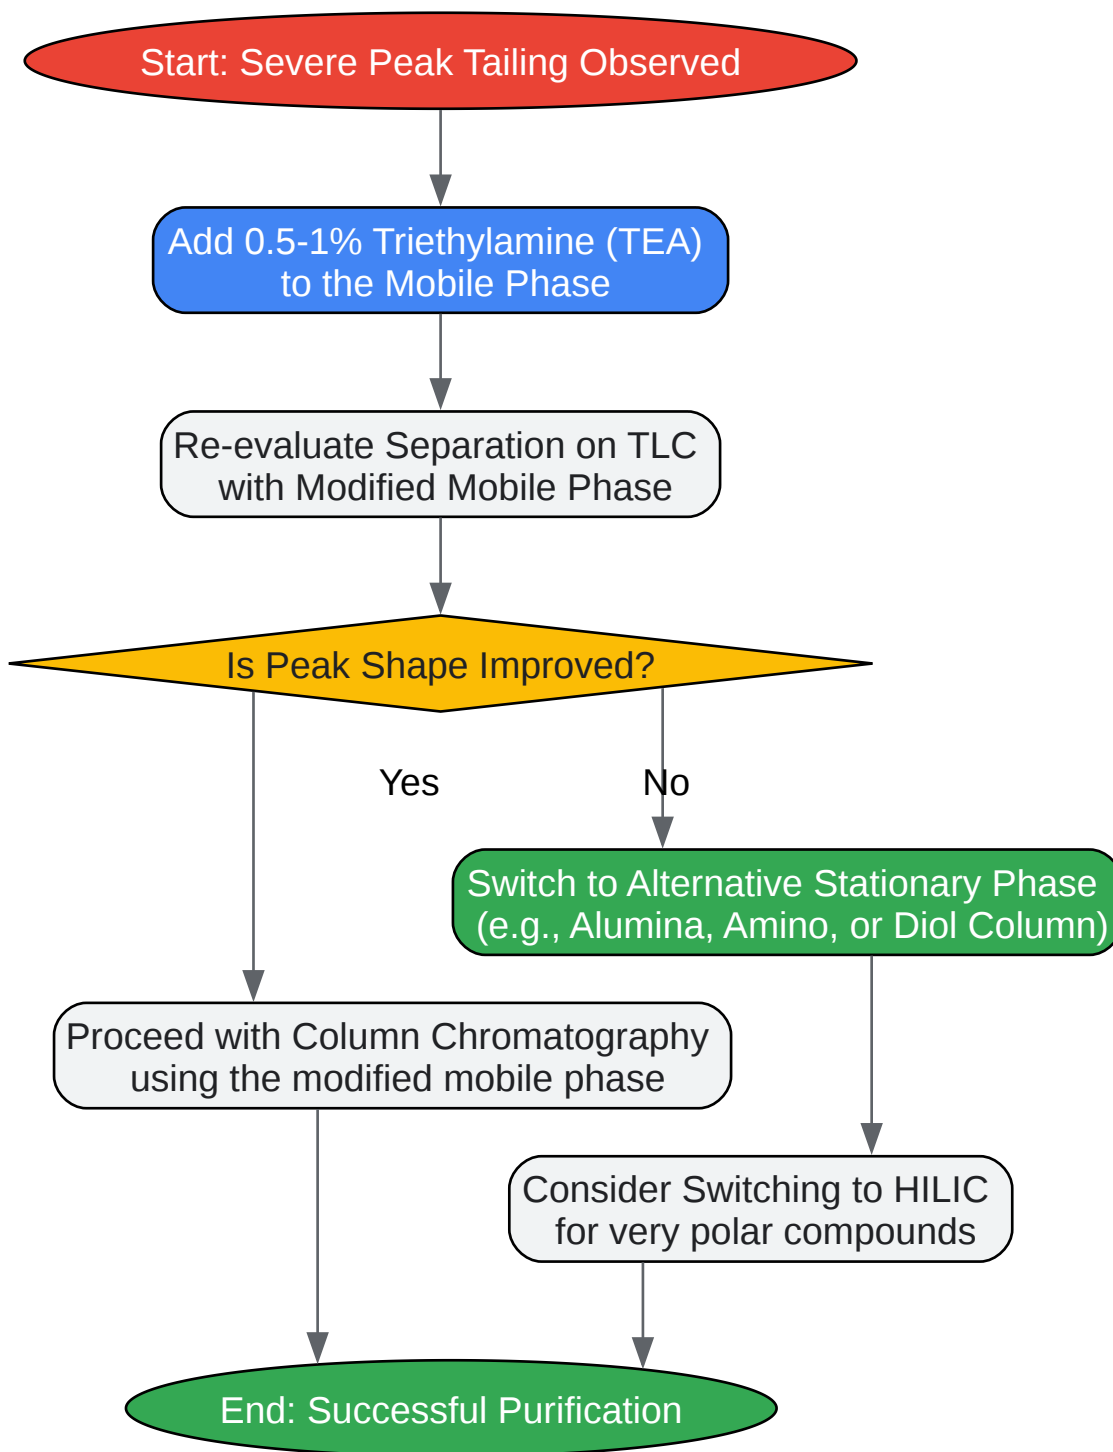 Start: Severe Peak Tailing Observed
Add 0.5-1% Triethylamine (TEA)
to the Mobile Phase
Re-evaluate Separation on TLC
with Modified Mobile Phase
Is Peak Shape Improved?
Yes
No
Switch to Alternative Stationary Phase
(e.g., Alumina, Amino, or Diol Column)
Proceed with Column Chromatography
using the modified mobile phase
Consider Switching to HILIC
for very polar compounds
End: Successful Purification